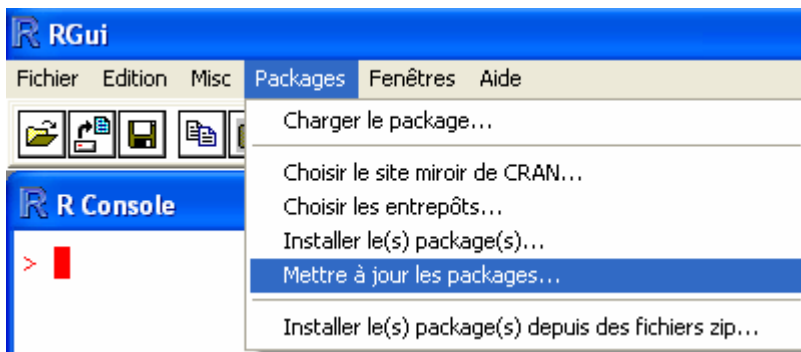 R RGui
Fichier Edition Misc Packages Fenêtres Aide
Charger le package...
Choisir le site miroir de CRAN...
Choisir les entrepôts...
Installer le(s) package(s)...
Mettre à jour les packages...
Installer le(s) package(s) depuis des fichiers zip...
R R Console
>